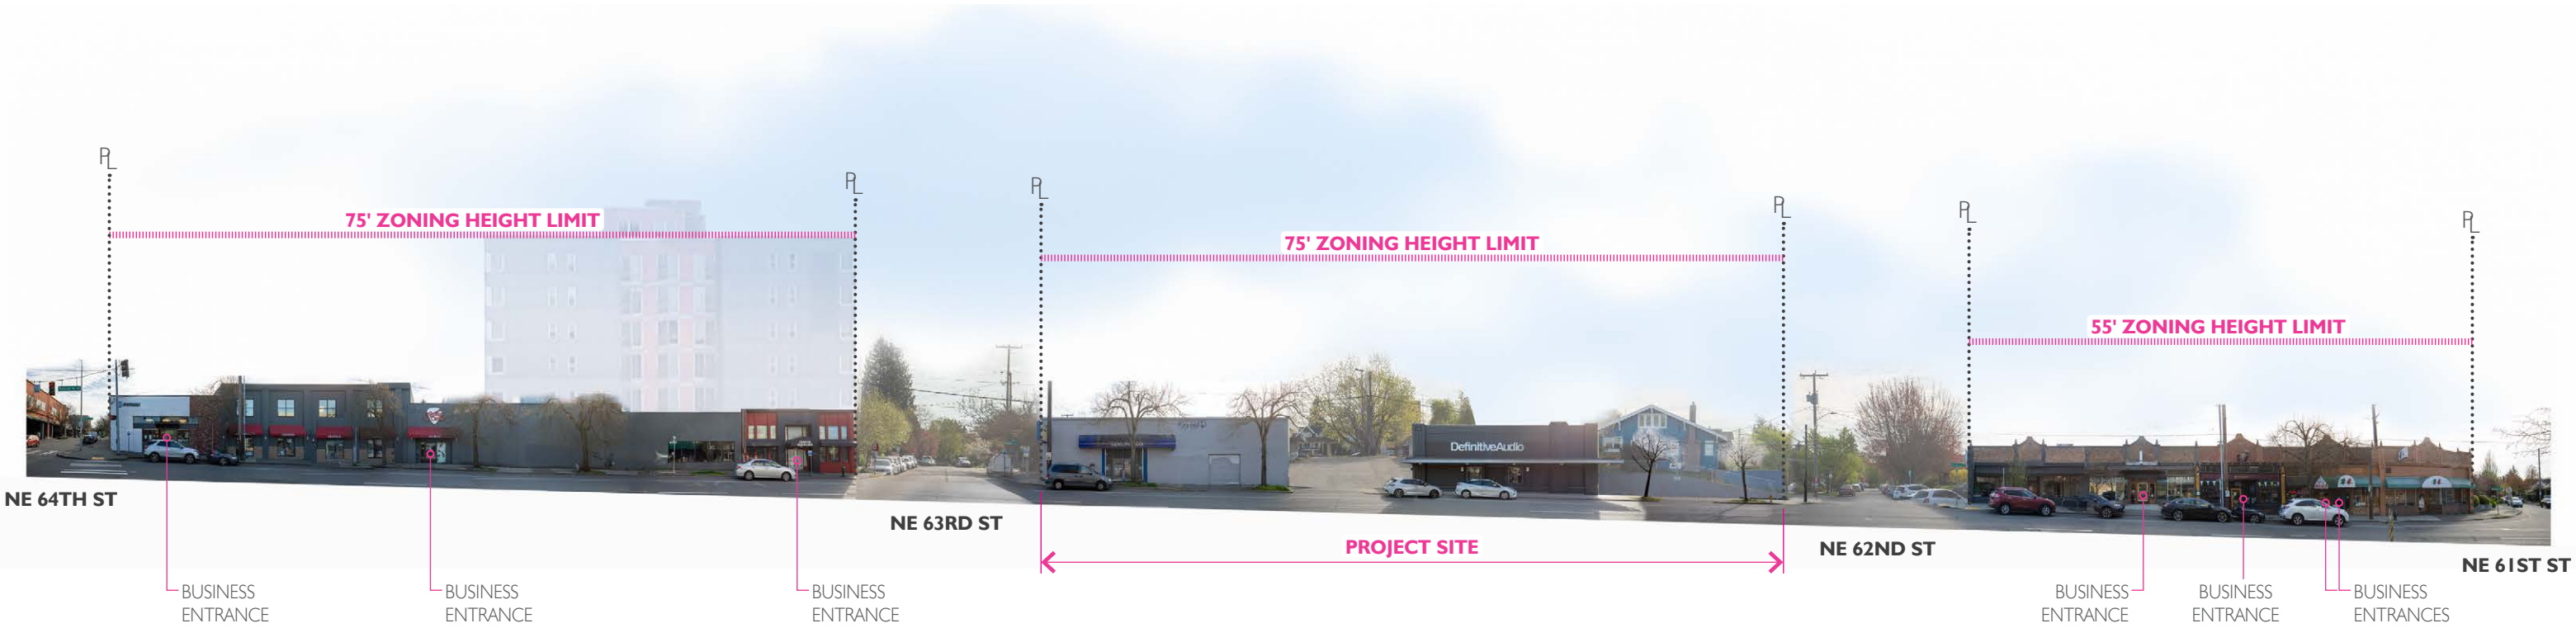 PL
PL
PL
PL
PL
PL
75' ZONING HEIGHT LIMIT
75' ZONING HEIGHT LIMIT
55' ZONING HEIGHT LIMIT
DefinitiveAudio
NE 64TH ST
NE 63RD ST
PROJECT SITE
NE 62ND ST
NE 61ST ST
BUSINESS
ENTRANCE
BUSINESS
ENTRANCE
BUSINESS
ENTRANCE
BUSINESS
ENTRANCE
BUSINESS
ENTRANCE
BUSINESS
ENTRANCES